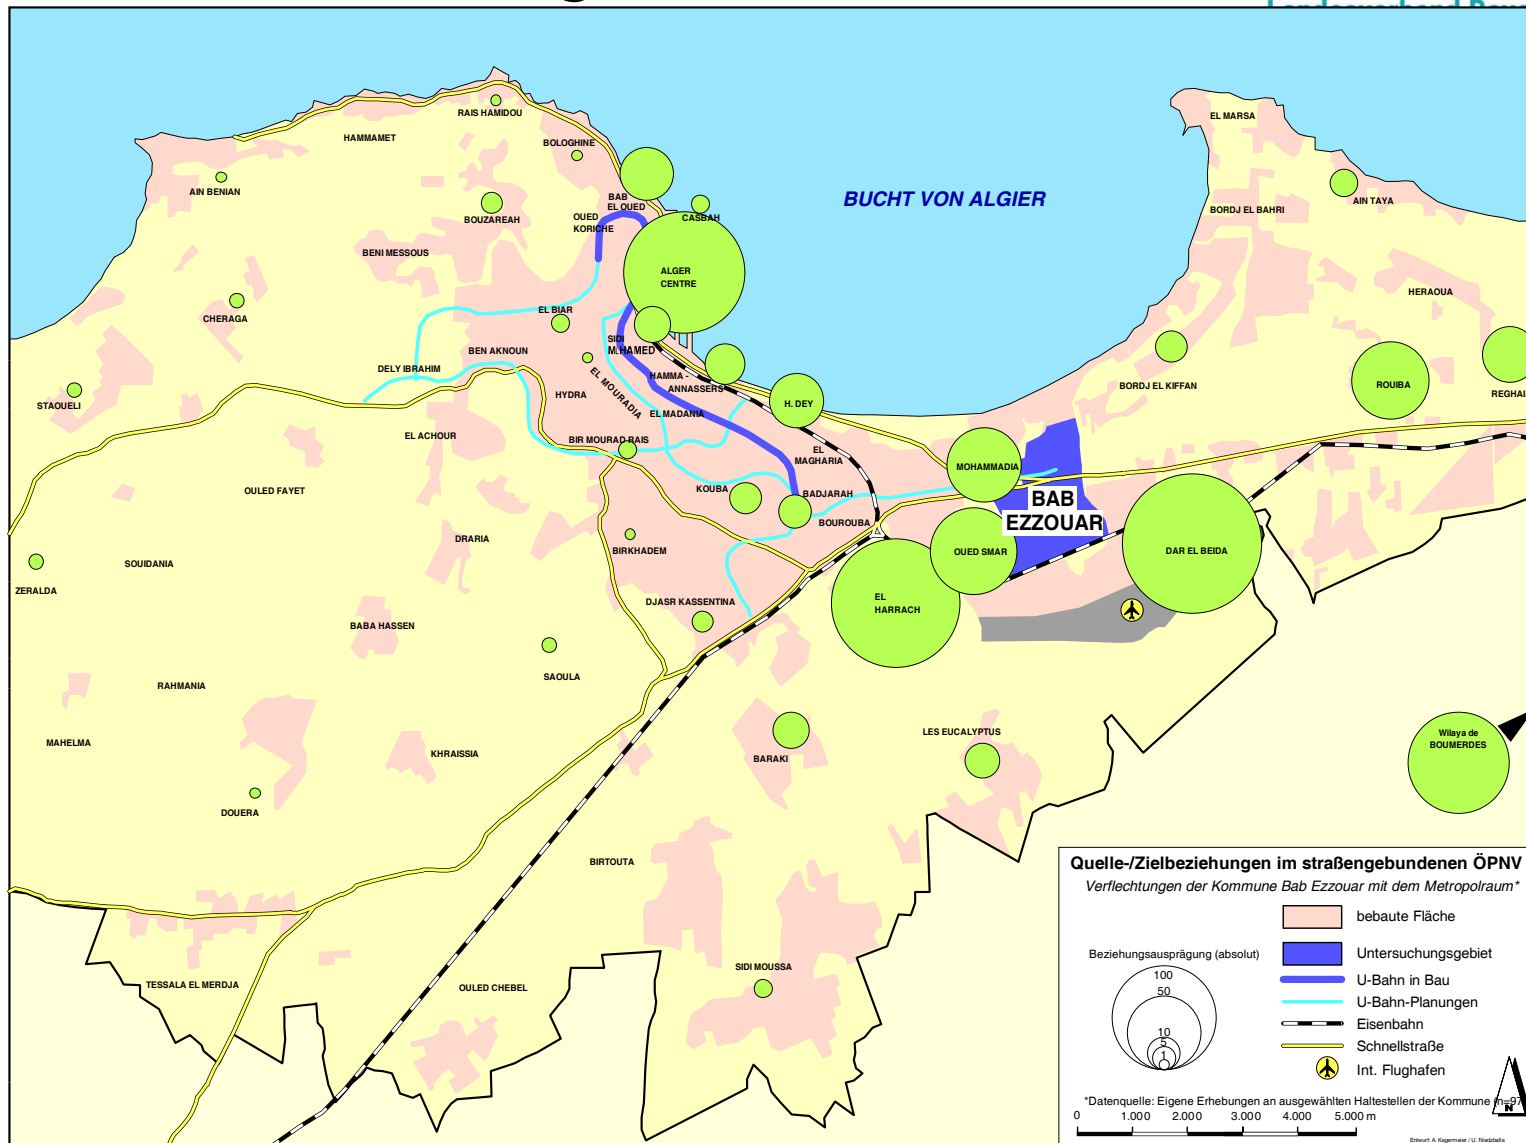 RAIS HAMIDOU
HAMMAMET
BOLOGHINE
EL MARSA
AIN BENIAN
BAB
EL OUED
CASBAH
BUCHT VON ALGIER
AIN TAYA
BOUZAREAH
OUED
KORICHE
BORDJ EL BAHRI
BENI MESSOUS
ALGER
CENTRE
HERAOUA
CHERAGA
EL BIAR
SIDI
M.HAMED
BEN AKNOUN
DELY IBRAHIM
HAMMA -
ANNASSERS
EL MOURADIA
BORDJ EL KIFFAN
ROUIBA
REGHAI
STAOUELI
HYDRA
H. DEY
EL MADANIA
EL ACHOUR
BIR MOURAD RAIS
EL
MAGHARIA
MOHAMMADIA
OULED FAYET
KOUBA
BADJARAH
BAB
EZZOUAR
BOUROUBA
DRARIA
BIRKHADEM
OUED SMAR
DAR EL BEIDA
SOUIDANIA
ZERALDA
DJASR KASSENTINA
EL
HARRACH
BABA HASSEN
SAOULA
RAHMANIA
MAHELMA
KHRAISSIA
BARAKI
LES EUCALYPTUS
Wilaya de
BOUMERDES
DOUERA
BIRTOUTA
SIDI MOUSSA
TESSALA EL MERDJA
OULED CHEBEL
Quelle-/Zielbeziehungen im straßengebundenen ÖPNV
Verflechtungen der Kommune Bab Ezzouar mit dem Metropolraum*
bebaute Fläche
Beziehungsausprägung (absolut)
100
50
10
5
1
Untersuchungsgebiet
U-Bahn in Bau
U-Bahn-Planungen
Eisenbahn
Schnellstraße
Int. Flughafen
N
*Datenquelle: Eigene Erhebungen an ausgewählten Haltestellen der Kommune (n=97
0 1.000 2.000 3.000 4.000 5.000 m
Entwurf: A. Kagermeier / U. Niedzballa